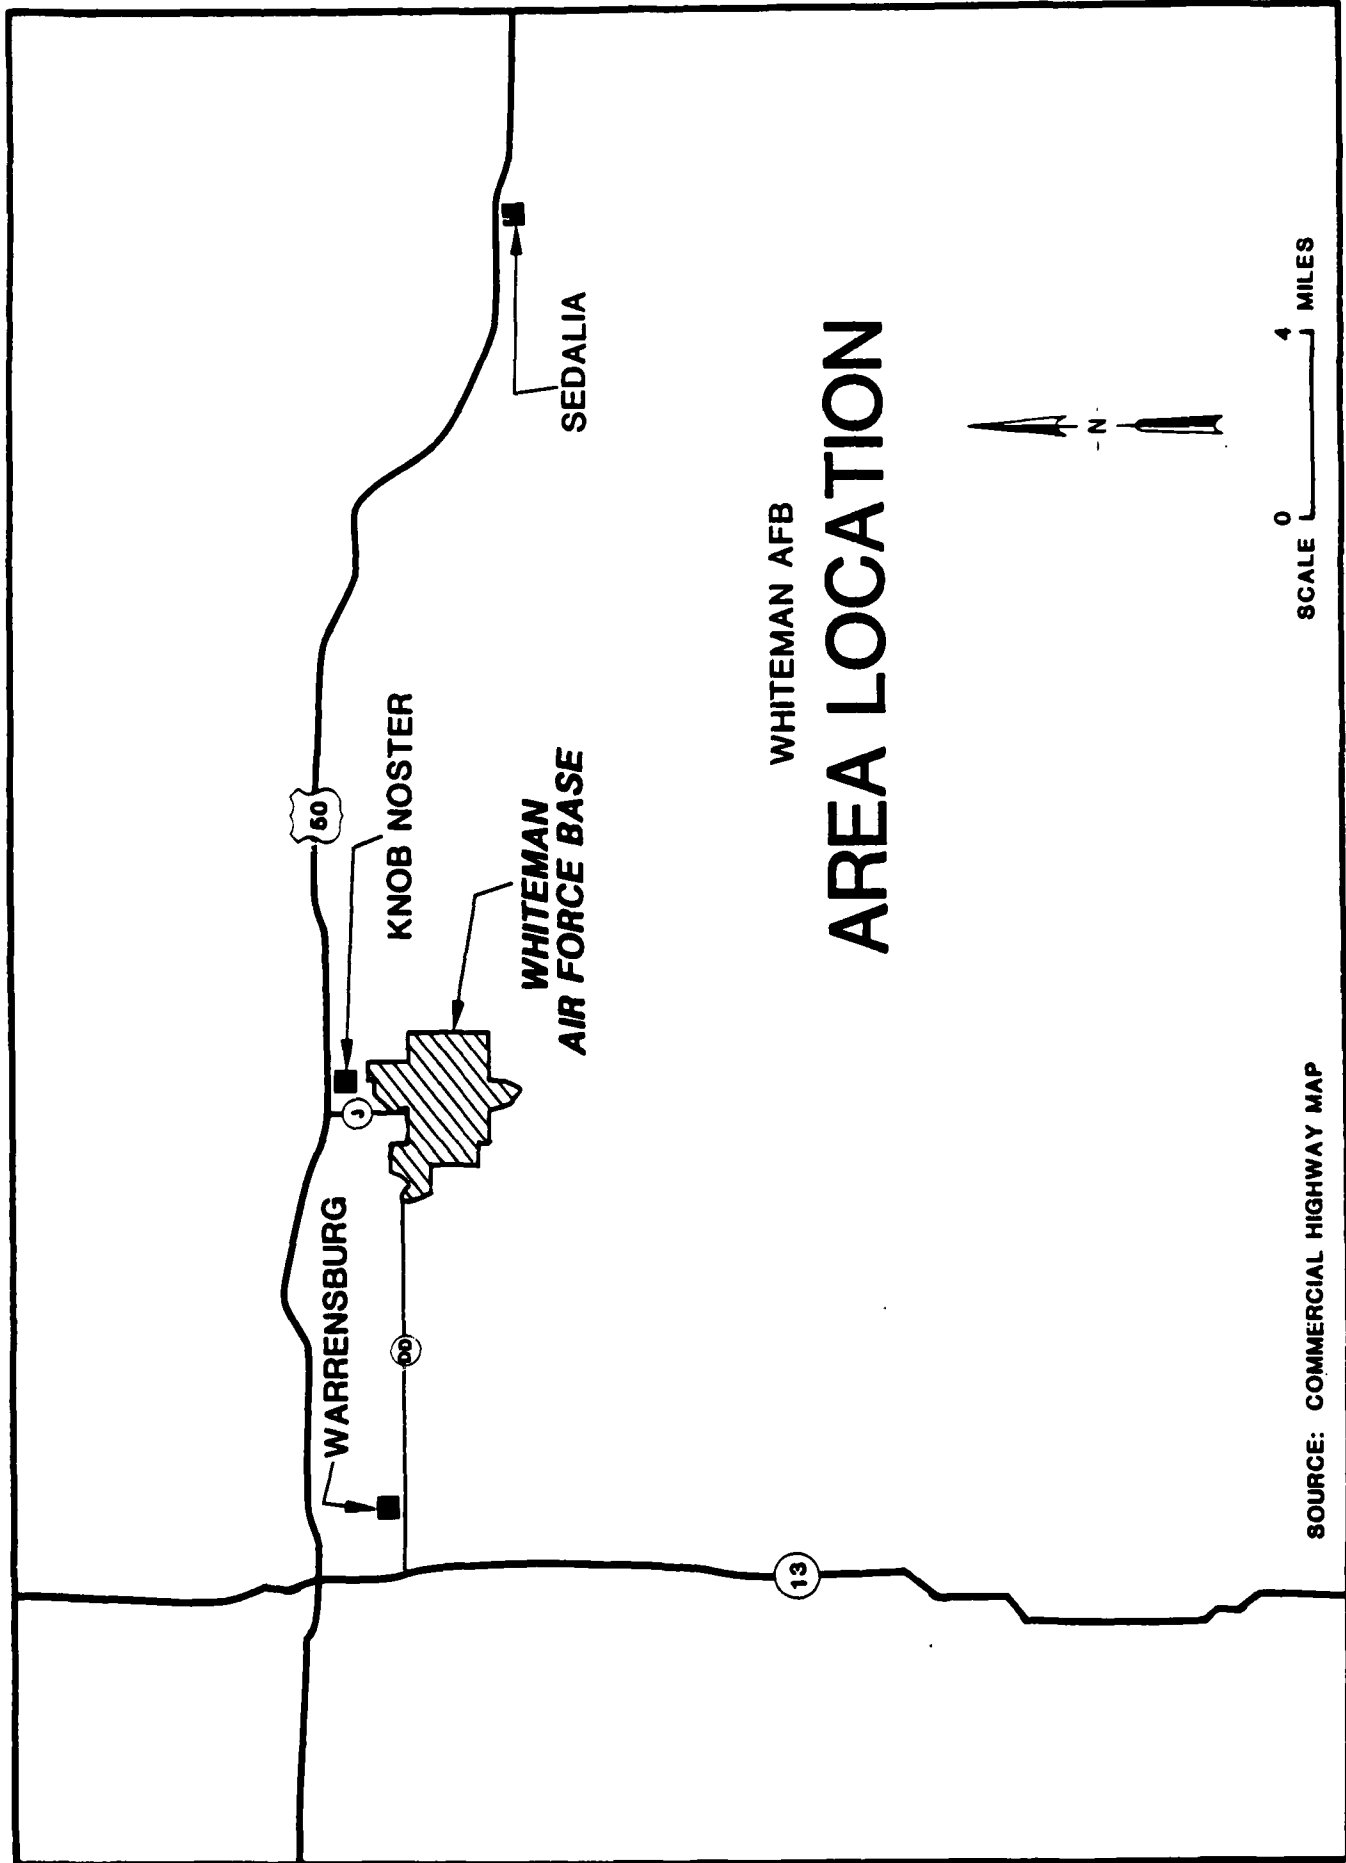 50
KNOB NOSTER
WARRENSBURG
J
DD
SEDALIA
WHITEMAN
AIR FORCE BASE
13
WHITEMAN AFB
AREA LOCATION
N
SOURCE: COMMERCIAL HIGHWAY MAP
SCALE 0 4 MILES